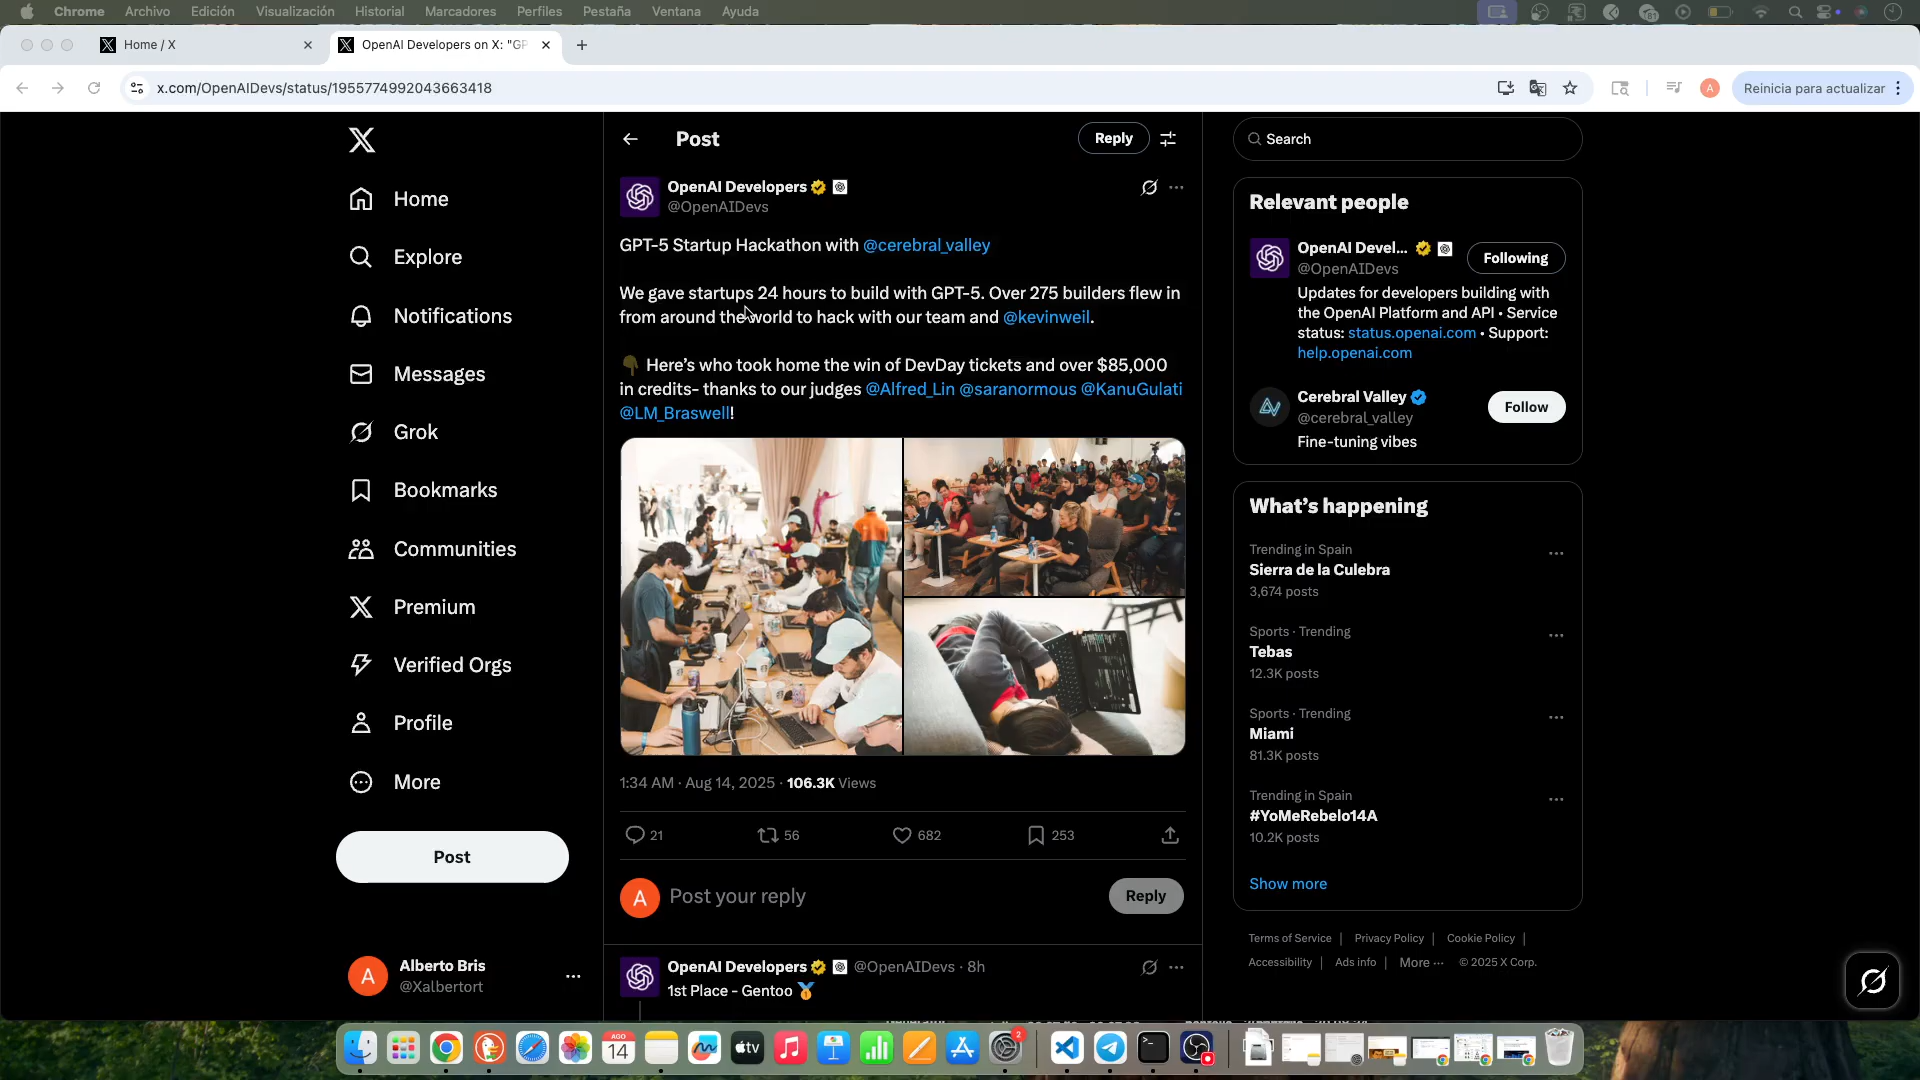 Chrome Archivo Edición Visualización Historial Marcadores Perfiles Pestaña Ventana Ayuda
Home / X
OpenAI Developers on X: "GP
x.com/OpenAIDevs/status/1955774992043663418
Reinicia para actualizar
Home
Explore
Notifications
Messages
Grok
Bookmarks
Communities
Premium
Verified Orgs
Profile
More
Post
Alberto Bris
@Xalbertort
Post
Reply
OpenAI Developers
@OpenAIDevs
GPT-5 Startup Hackathon with @cerebral_valley
We gave startups 24 hours to build with GPT-5. Over 275 builders flew in
from around the world to hack with our team and @kevinweil.
👇🏿 Here's who took home the win of DevDay tickets and over $85,000
in credits- thanks to our judges @Alfred_Lin @saranormous @KanuGulati
@LM_Braswell!
1:34 AM · Aug 14, 2025 · 106.3K Views
21
56
682
253
A
Post your reply
Reply
OpenAI Developers @OpenAIDevs · 8h
1st Place - Gentoo 🥇
Search
Relevant people
OpenAI Devel...
@OpenAIDevs
Following
Updates for developers building with
the OpenAI Platform and API • Service
status: status.openai.com • Support:
help.openai.com
Cerebral Valley
@cerebral_valley
Follow
Fine-tuning vibes
What's happening
Trending in Spain
Sierra de la Culebra
3,674 posts
Sports · Trending
Tebas
12.3K posts
Sports · Trending
Miami
81.3K posts
Trending in Spain
#YoMeRebelo14A
10.2K posts
Show more
Terms of Service | Privacy Policy | Cookie Policy |
Accessibility | Ads info | More ··· © 2025 X Corp.
AGO
14
tv
2